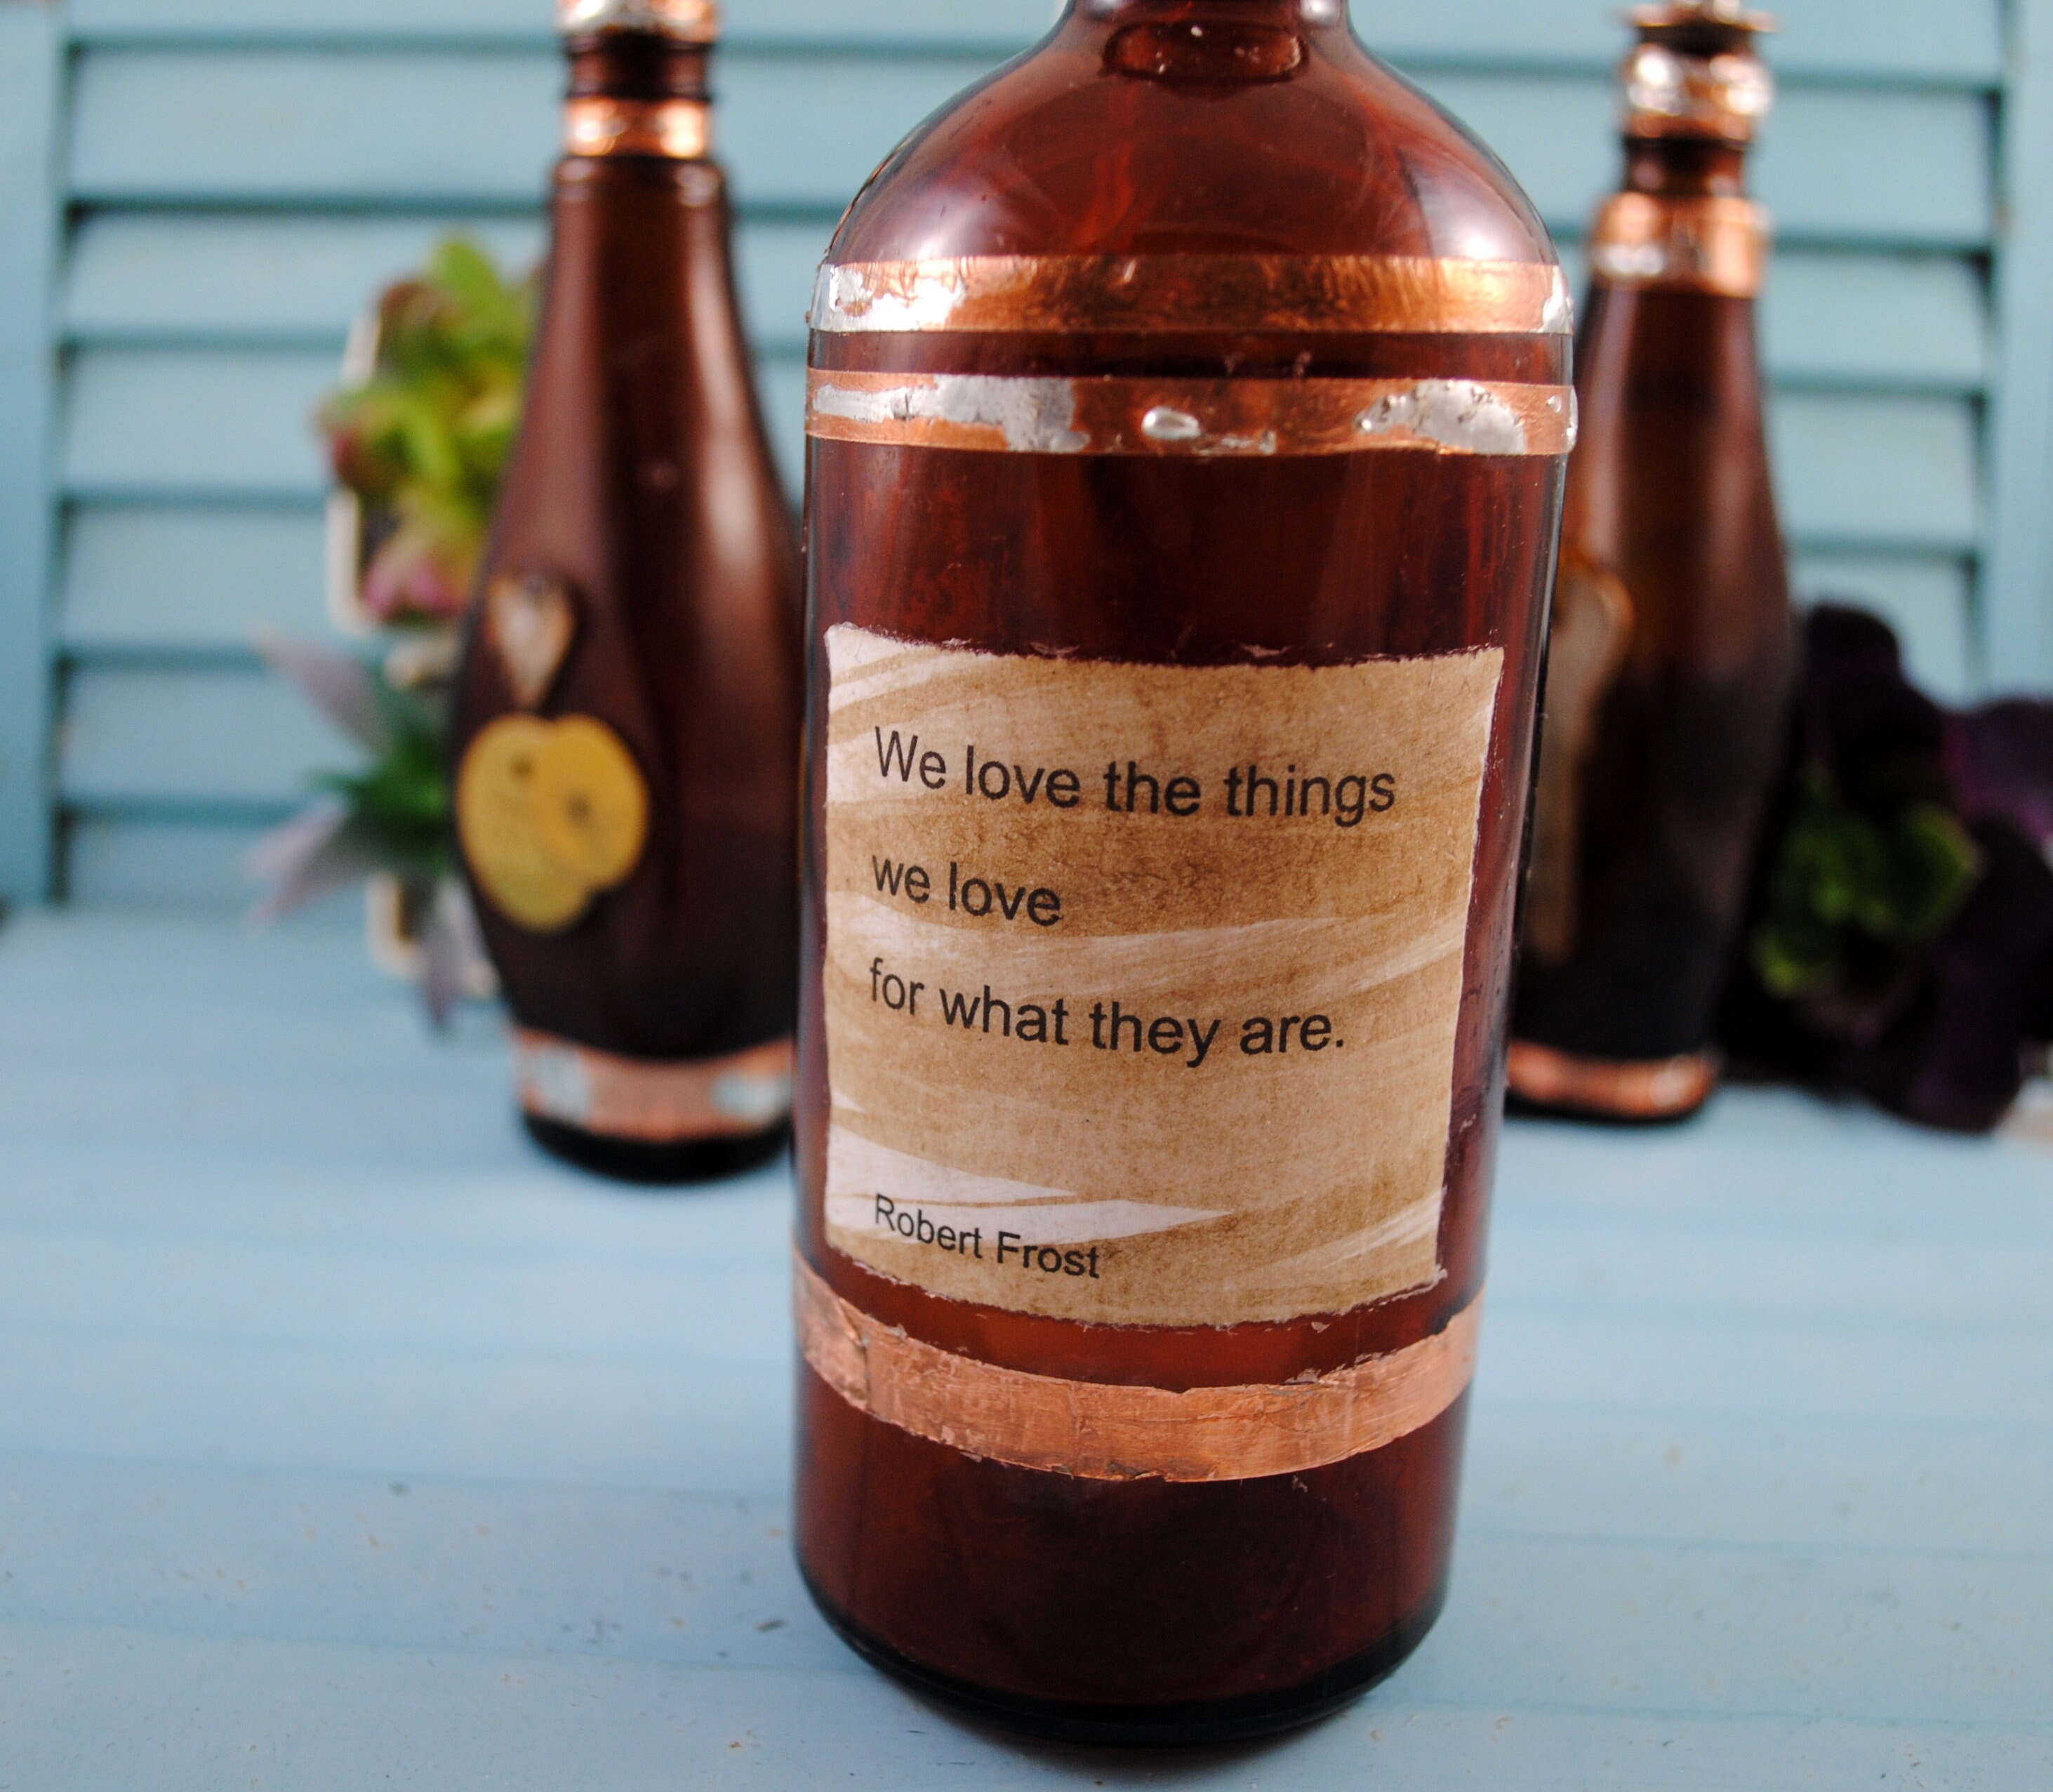 We love the things
we love
for what they are.
Robert Frost